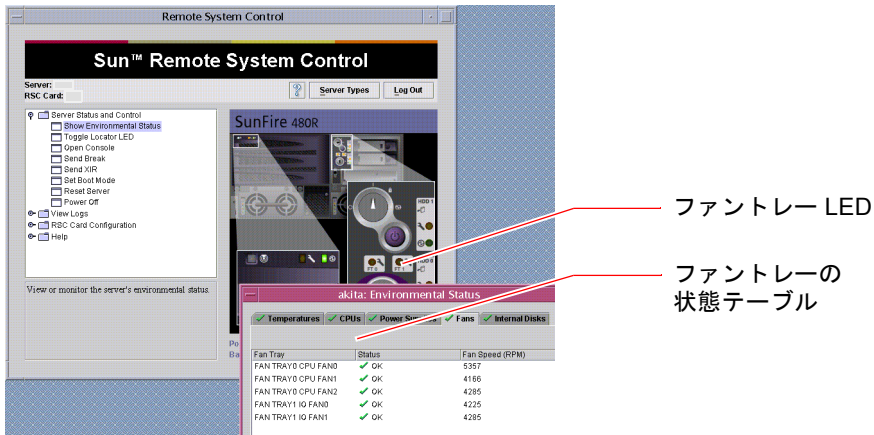 Remote System Control
Sun™ Remote System Control
Server:
RSC Card:
Server Types
Log Out
Server Status and Control
Show Environmental Status
Toggle Locator LED
Open Console
Send Break
Send XIR
Set Boot Mode
Reset Server
Power Off
View Logs
RSC Card Configuration
Help
View or monitor the server's environmental status.
SunFire 480R
HDD 1
FT 0
FT 1
HDD 0
Po
Ba
akita: Environmental Status
Temperatures
CPUs
Power Supplies
Fans
Internal Disks
Fan Tray Status Fan Speed (RPM)
FAN TRAY0 CPU FAN0 OK 5357
FAN TRAY0 CPU FAN1 OK 4166
FAN TRAY0 CPU FAN2 OK 4285
FAN TRAY1 IO FAN0 OK 4225
FAN TRAY1 IO FAN1 OK 4285
ファントレー LED
ファントレーの
状態テーブル